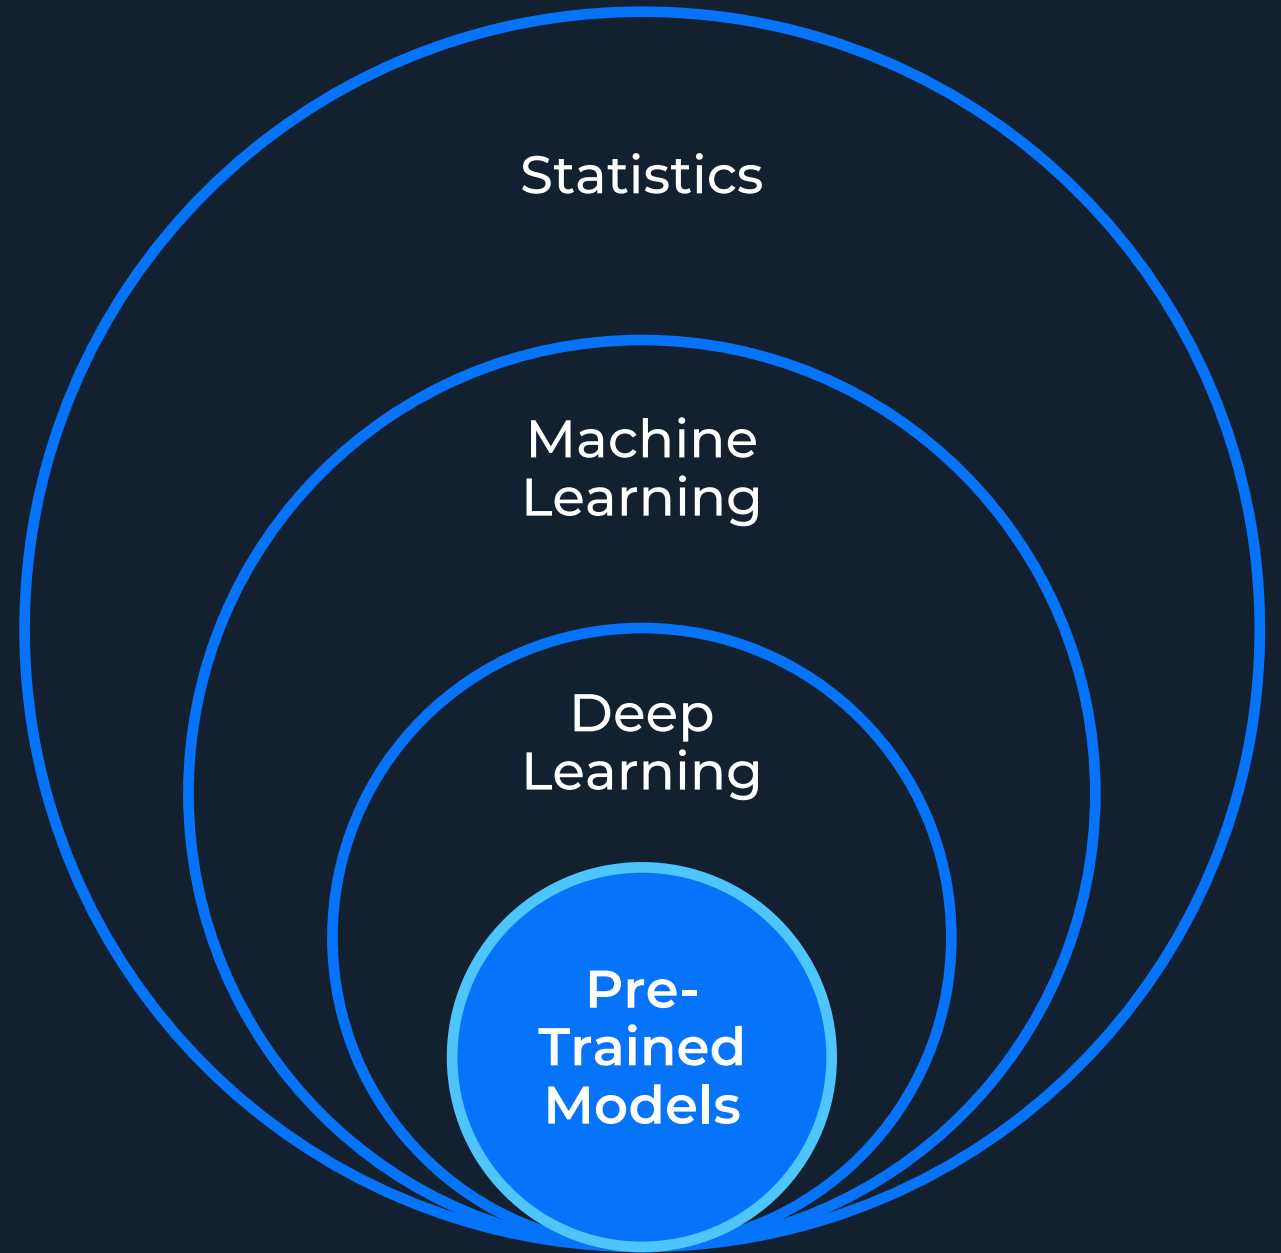 Statistics
Machine
Learning
Deep
Learning
Pre-
Trained
Models